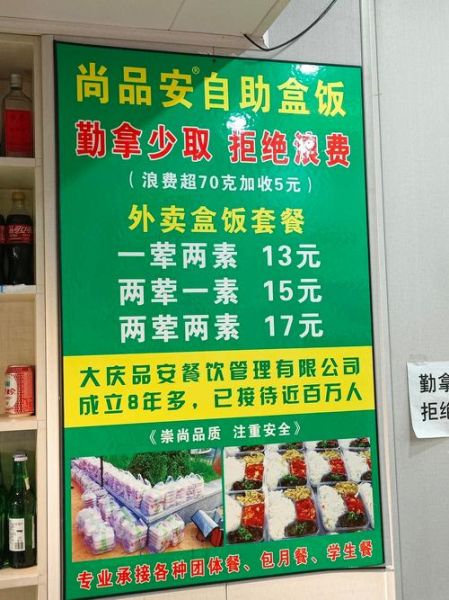 尚品安®自助盒饭
勤拿少取 拒绝浪费
（浪费超70克加收5元）
外卖盒饭套餐
一荤两素 13元
两荤一素 15元
两荤两素 17元
大庆品安餐饮管理有限公司
成立8年多，已接待近百万人
《崇尚品质 注重安全》
专业承接各种团体餐、包月餐、学生餐
勤拿
拒绝